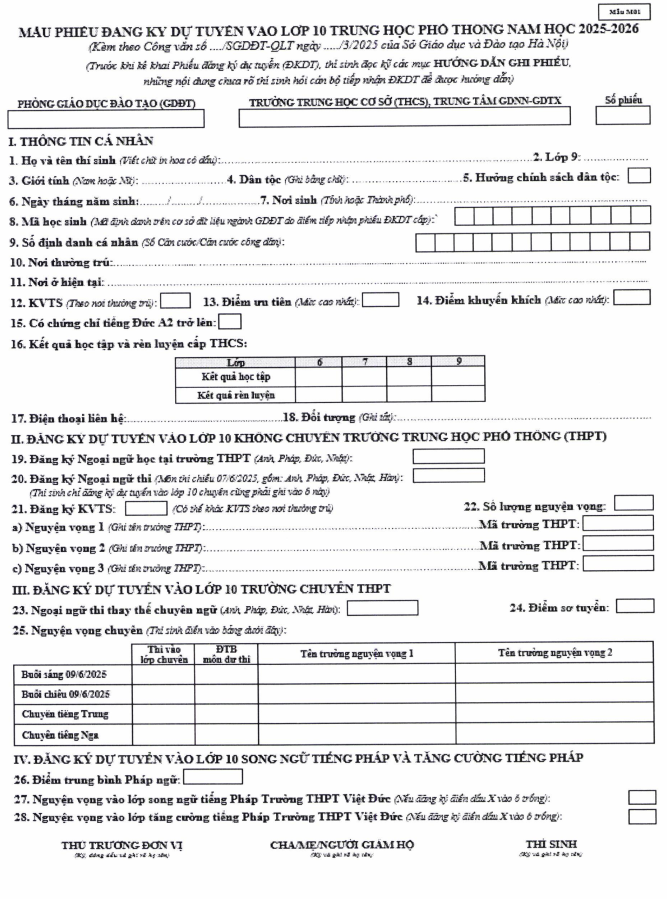 Mẫu M01
MẪU PHIẾU ĐĂNG KÝ DỰ TUYỂN VÀO LỚP 10 TRUNG HỌC PHỔ THÔNG NĂM HỌC 2025-2026
(Kèm theo Công văn số ..../SGDĐT-QLT ngày ...../3/2025 của Sở Giáo dục và Đào tạo Hà Nội)
(Trước khi kê khai Phiếu đăng ký dự tuyển (ĐKDT), thí sinh đọc kỹ các mục HƯỚNG DẪN GHI PHIẾU,
những nội dung chưa rõ thí sinh hỏi cán bộ tiếp nhận ĐKDT để được hướng dẫn)
PHÒNG GIÁO DỤC ĐÀO TẠO (GDĐT) TRƯỜNG TRUNG HỌC CƠ SỞ (THCS), TRUNG TÂM GDNN-GDTX Số phiếu
I. THÔNG TIN CÁ NHÂN
1. Họ và tên thí sinh (Viết chữ in hoa có dấu): 2. Lớp 9:
3. Giới tính (Nam hoặc Nữ): 4. Dân tộc (Ghi bằng chữ): 5. Hưởng chính sách dân tộc:
6. Ngày tháng năm sinh:......./......../......... 7. Nơi sinh (Tỉnh hoặc Thành phố):
8. Mã học sinh (Mã định danh trên cơ sở dữ liệu ngành GDĐT do điểm tiếp nhận phiếu ĐKDT cấp):
9. Số định danh cá nhân (Số Căn cước/Căn cước công dân):
10. Nơi thường trú:
11. Nơi ở hiện tại:
12. KVTS (Theo nơi thường trú): 13. Điểm ưu tiên (Mức cao nhất): 14. Điểm khuyến khích (Mức cao nhất):
15. Có chứng chỉ tiếng Đức A2 trở lên:
16. Kết quả học tập và rèn luyện cấp THCS:
Lớp 6 7 8 9
Kết quả học tập
Kết quả rèn luyện
17. Điện thoại liên hệ: 18. Đối tượng (Ghi tắt):
II. ĐĂNG KÝ DỰ TUYỂN VÀO LỚP 10 KHÔNG CHUYÊN TRƯỜNG TRUNG HỌC PHỔ THÔNG (THPT)
19. Đăng ký Ngoại ngữ học tại trường THPT (Anh, Pháp, Đức, Nhật):
20. Đăng ký Ngoại ngữ thi (Môn thi chiều 07/6/2025, gồm: Anh, Pháp, Đức, Nhật, Hàn):
(Thí sinh chỉ đăng ký dự tuyển vào lớp 10 chuyên cũng phải ghi vào ô này)
21. Đăng ký KVTS: (Có thể khác KVTS theo nơi thường trú) 22. Số lượng nguyện vọng:
a) Nguyện vọng 1 (Ghi tên trường THPT): Mã trường THPT:
b) Nguyện vọng 2 (Ghi tên trường THPT): Mã trường THPT:
c) Nguyện vọng 3 (Ghi tên trường THPT): Mã trường THPT:
III. ĐĂNG KÝ DỰ TUYỂN VÀO LỚP 10 TRƯỜNG CHUYÊN THPT
23. Ngoại ngữ thi thay thế chuyên ngữ (Anh, Pháp, Đức, Nhật, Hàn): 24. Điểm sơ tuyển:
25. Nguyện vọng chuyên (Thí sinh điền vào bảng dưới đây):
Thi vào lớp chuyên ĐTB môn dự thi Tên trường nguyện vọng 1 Tên trường nguyện vọng 2
Buổi sáng 09/6/2025
Buổi chiều 09/6/2025
Chuyên tiếng Trung
Chuyên tiếng Nga
IV. ĐĂNG KÝ DỰ TUYỂN VÀO LỚP 10 SONG NGỮ TIẾNG PHÁP VÀ TĂNG CƯỜNG TIẾNG PHÁP
26. Điểm trung bình Pháp ngữ:
27. Nguyện vọng vào lớp song ngữ tiếng Pháp Trường THPT Việt Đức (Nếu đăng ký điền dấu X vào ô trống):
28. Nguyện vọng vào lớp tăng cường tiếng Pháp Trường THPT Việt Đức (Nếu đăng ký điền dấu X vào ô trống):
THỦ TRƯỞNG ĐƠN VỊ CHA/MẸ/NGƯỜI GIÁM HỘ THÍ SINH
(Ký, đóng dấu và ghi rõ họ tên) (Ký và ghi rõ họ tên) (Ký và ghi rõ họ tên)